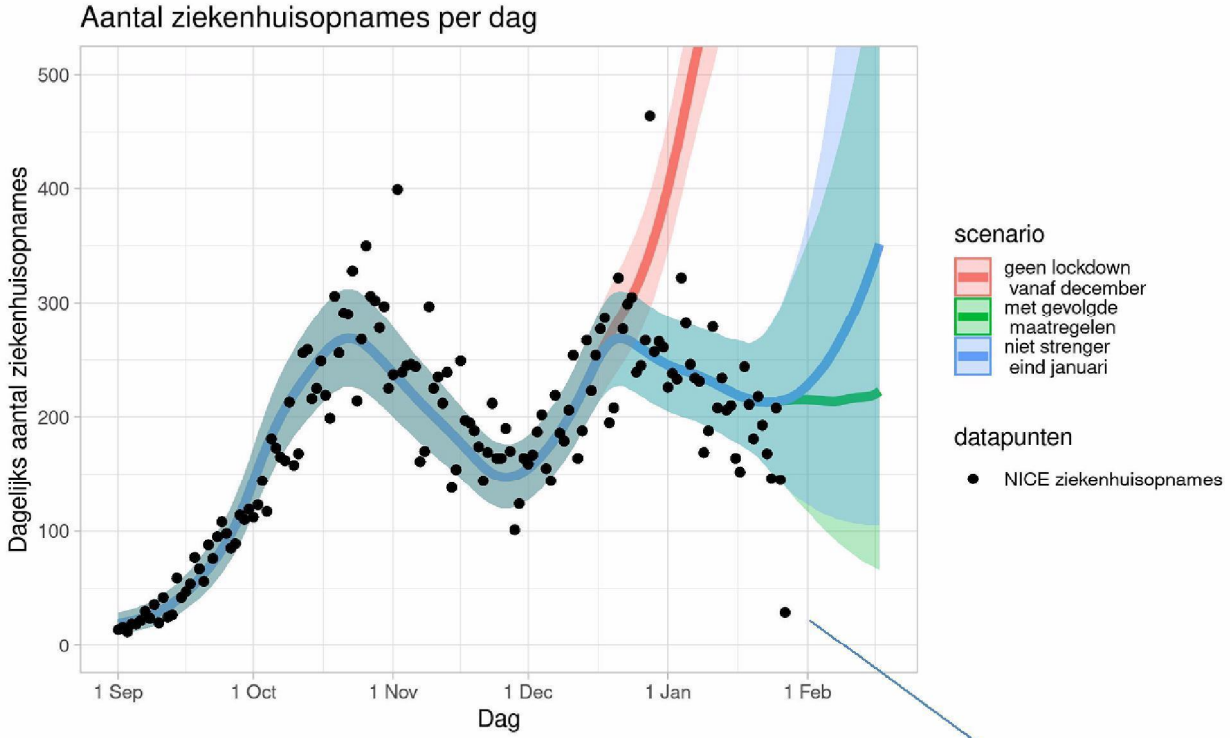 Aantal ziekenhuisopnames per dag
Dagelijks aantal ziekenhuisopnames
500
400
300
200
100
0
1 Sep
1 Oct
1 Nov
1 Dec
1 Jan
1 Feb
Dag
scenario
geen lockdown
vanaf december
met gevolgde
maatregelen
niet strenger
eind januari
datapunten
NICE ziekenhuisopnames